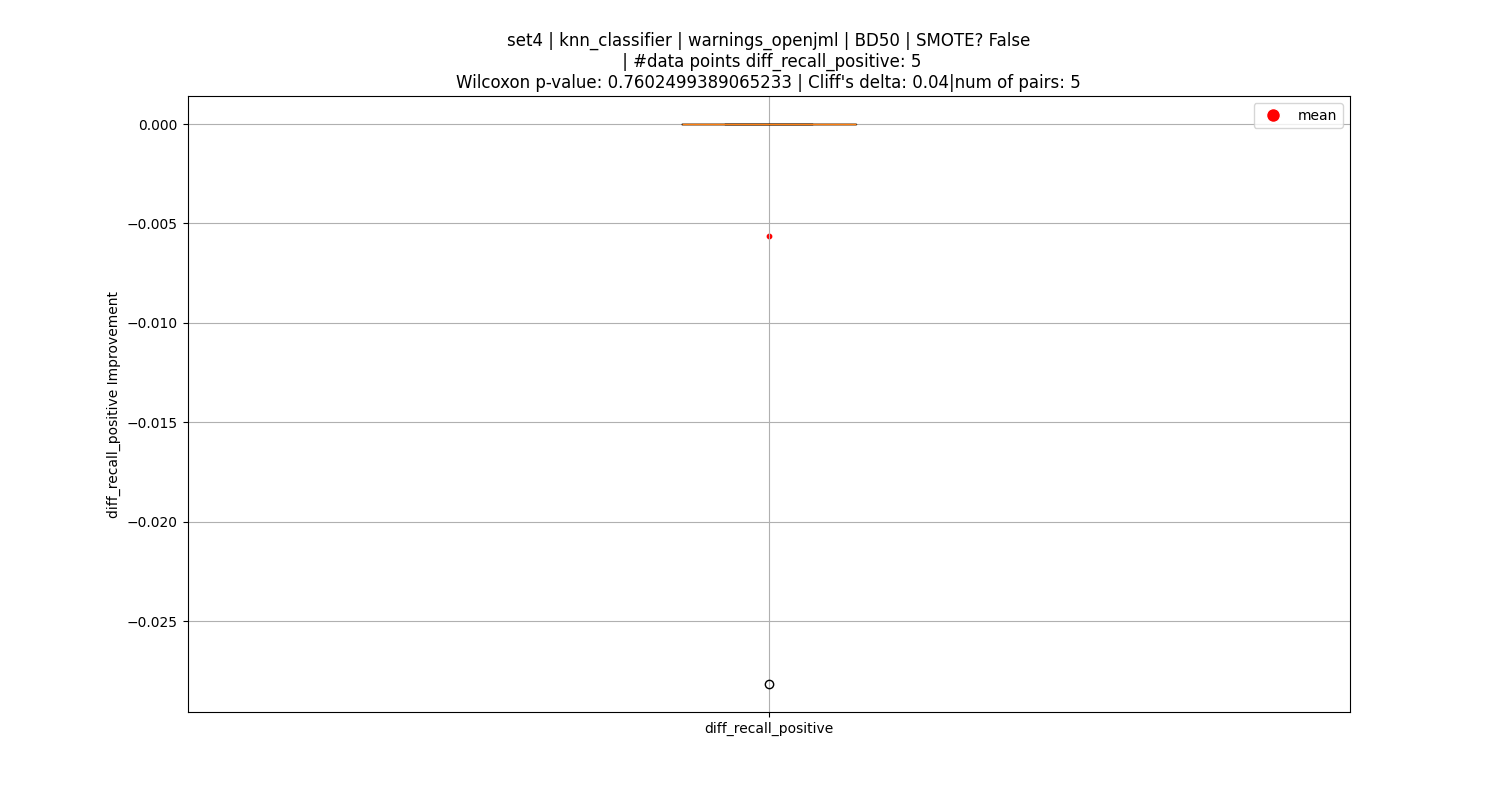 set4 | knn_classifier | warnings_openjml | BD50 | SMOTE? False
| #data points diff_recall_positive: 5
Wilcoxon p-value: 0.7602499389065233 | Cliff's delta: 0.04|num of pairs: 5
mean
0.000
−0.005
−0.010
−0.015
−0.020
−0.025
diff_recall_positive Improvement
diff_recall_positive